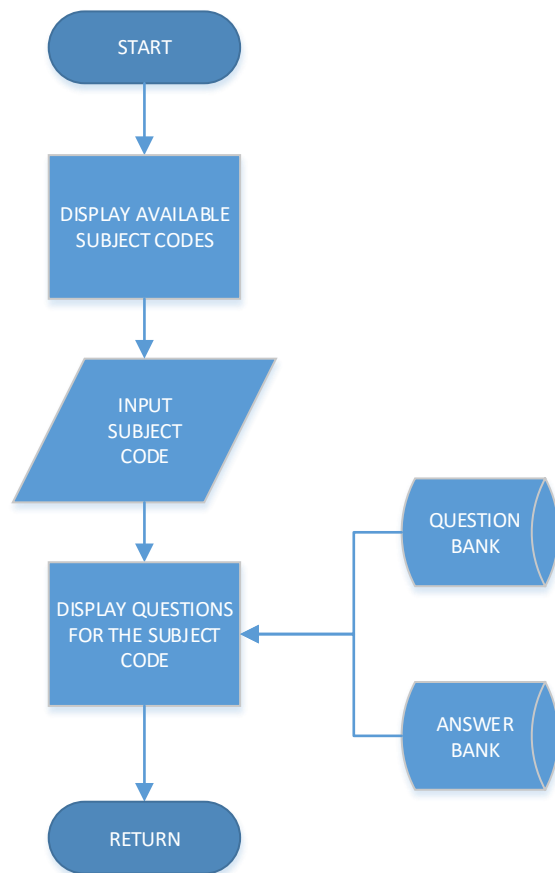 START
DISPLAY AVAILABLE
SUBJECT CODES
INPUT
SUBJECT
CODE
QUESTION
BANK
DISPLAY QUESTIONS
FOR THE SUBJECT
CODE
ANSWER
BANK
RETURN